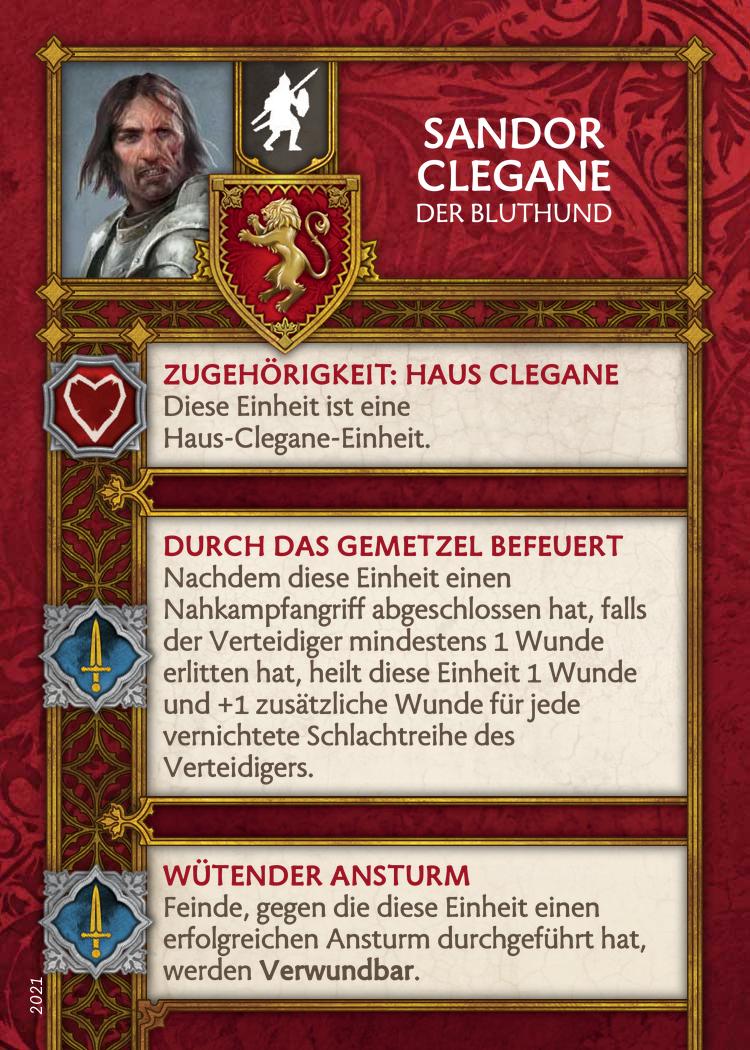 SANDOR
CLEGANE
DER BLUTHUND
ZUGEHÖRIGKEIT: HAUS CLEGANE
Diese Einheit ist eine
Haus-Clegane-Einheit.
DURCH DAS GEMETZEL BEFEUERT
Nachdem diese Einheit einen
Nahkampfangriff abgeschlossen hat, falls
der Verteidiger mindestens 1 Wunde
erlitten hat, heilt diese Einheit 1 Wunde
und +1 zusätzliche Wunde für jede
vernichtete Schlachtreihe des
Verteidigers.
WÜTENDER ANSTURM
Feinde, gegen die diese Einheit einen
erfolgreichen Ansturm durchgeführt hat,
werden Verwundbar.
2021